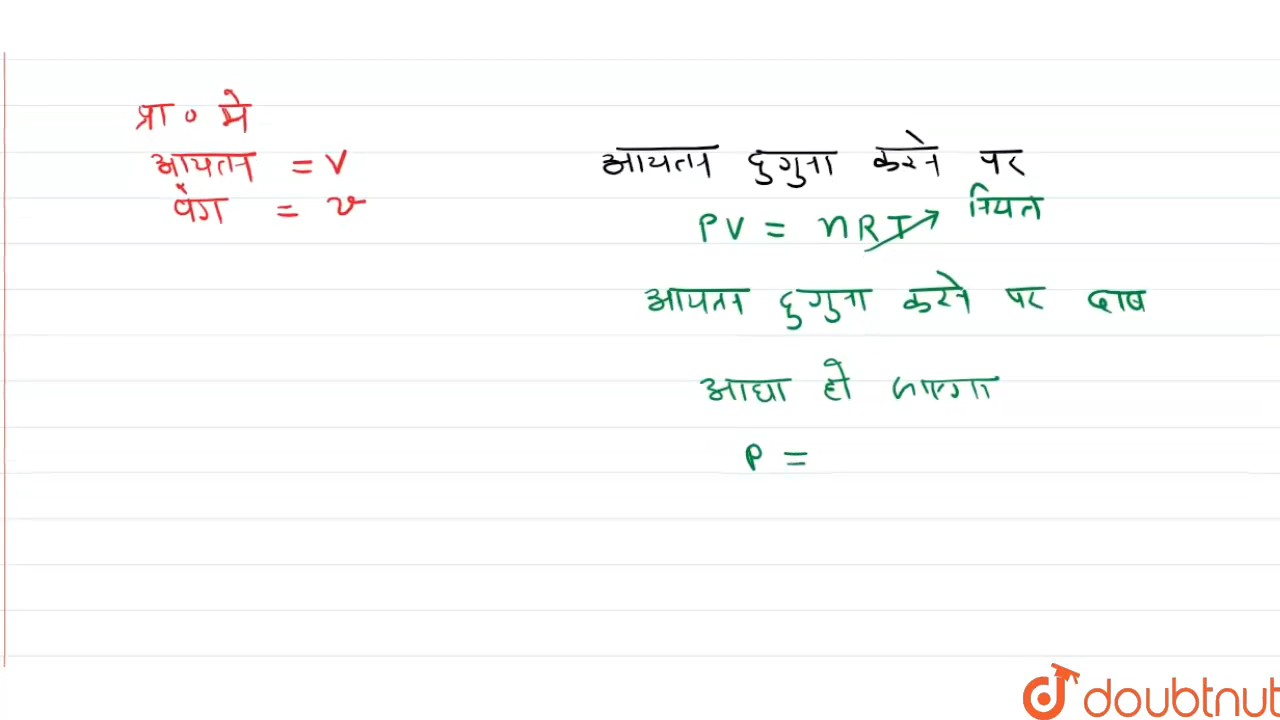 प्रा० मे
आयतन = V
वेग = v
आयतन दुगुना करने पर
PV = nRT → नियत
आयतन दुगुना करने पर दाब
आधा हो जाएगा
P =
doubtnut